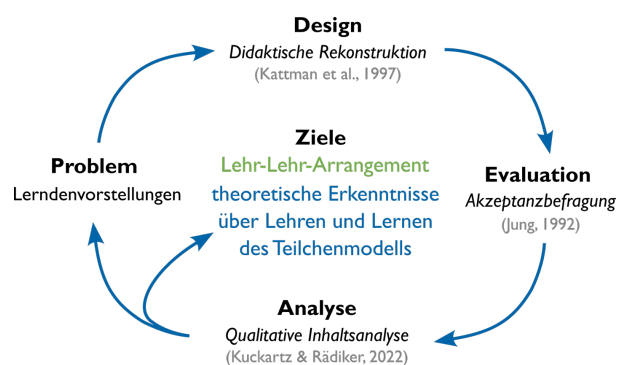 Design
Didaktische Rekonstruktion
(Kattman et al., 1997)
Problem
Lerndenvorstellungen
Ziele
Lehr-Lehr-Arrangement
theoretische Erkenntnisse
über Lehren und Lernen
des Teilchenmodells
Evaluation
Akzeptanzbefragung
(Jung, 1992)
Analyse
Qualitative Inhaltsanalyse
(Kuckartz & Rädiker, 2022)